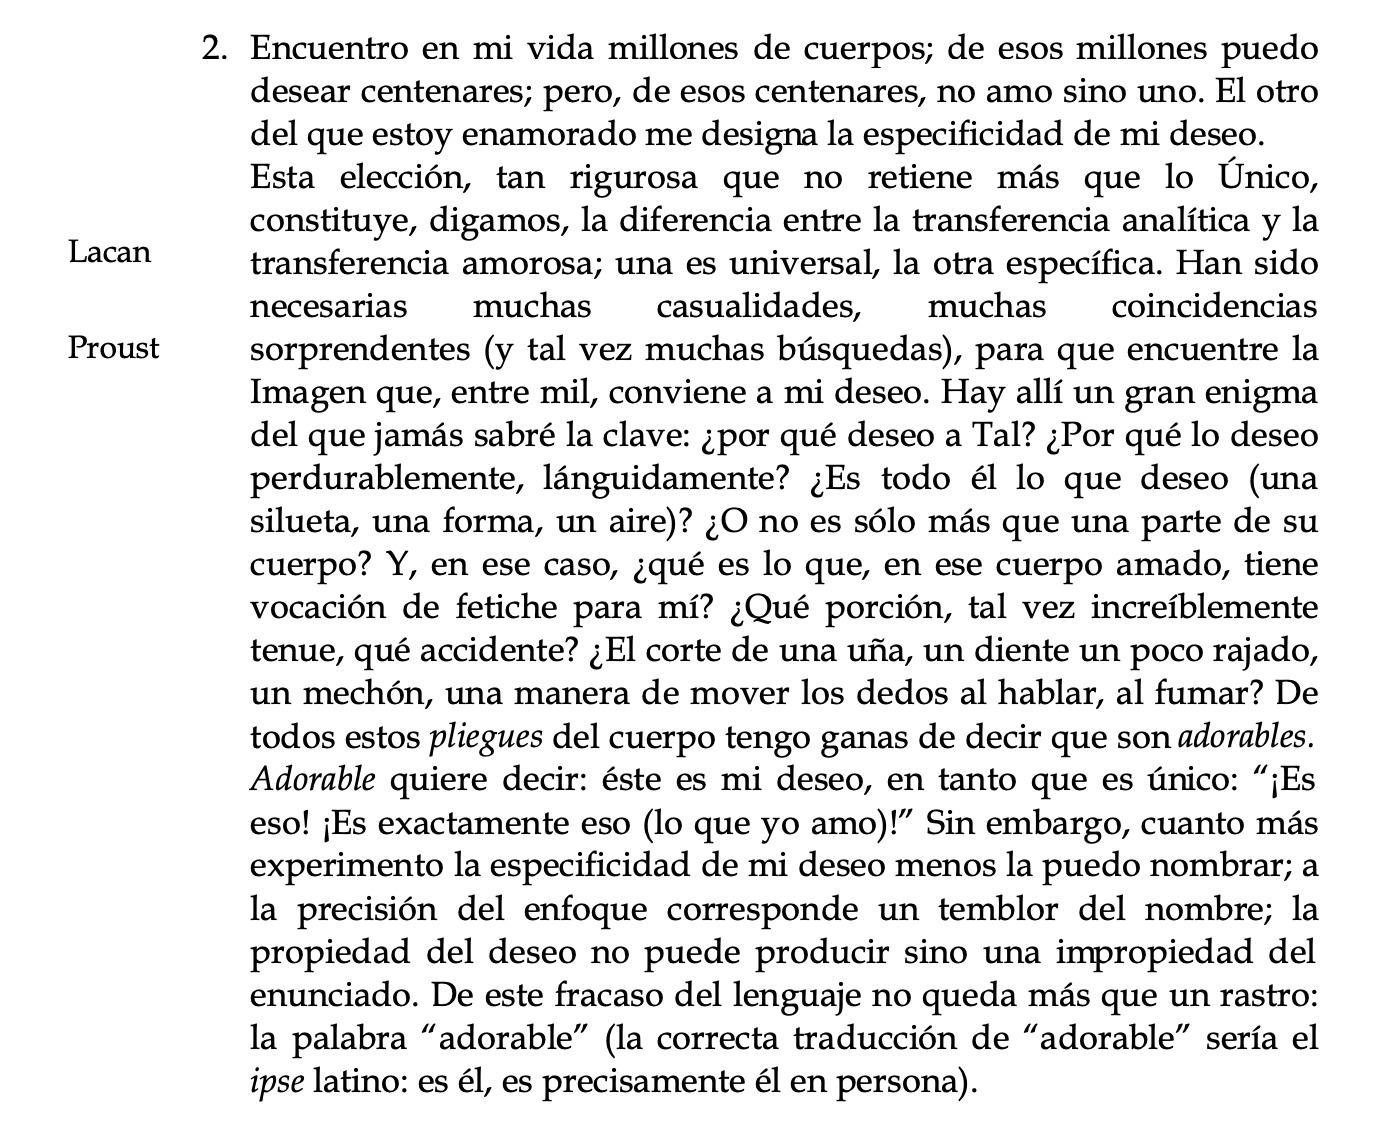 2. Encuentro en mi vida millones de cuerpos; de esos millones puedo
desear centenares; pero, de esos centenares, no amo sino uno. El otro
del que estoy enamorado me designa la especificidad de mi deseo.
Esta elección, tan rigurosa que no retiene más que lo Único,
constituye, digamos, la diferencia entre la transferencia analítica y la
Lacan
transferencia amorosa; una es universal, la otra específica. Han sido
necesarias muchas casualidades, muchas coincidencias
Proust
sorprendentes (y tal vez muchas búsquedas), para que encuentre la
Imagen que, entre mil, conviene a mi deseo. Hay allí un gran enigma
del que jamás sabré la clave: ¿por qué deseo a Tal? ¿Por qué lo deseo
perdurablemente, lánguidamente? ¿Es todo él lo que deseo (una
silueta, una forma, un aire)? ¿O no es sólo más que una parte de su
cuerpo? Y, en ese caso, ¿qué es lo que, en ese cuerpo amado, tiene
vocación de fetiche para mí? ¿Qué porción, tal vez increíblemente
tenue, qué accidente? ¿El corte de una uña, un diente un poco rajado,
un mechón, una manera de mover los dedos al hablar, al fumar? De
todos estos pliegues del cuerpo tengo ganas de decir que son adorables.
Adorable quiere decir: éste es mi deseo, en tanto que es único: “¡Es
eso! ¡Es exactamente eso (lo que yo amo)!” Sin embargo, cuanto más
experimento la especificidad de mi deseo menos la puedo nombrar; a
la precisión del enfoque corresponde un temblor del nombre; la
propiedad del deseo no puede producir sino una impropiedad del
enunciado. De este fracaso del lenguaje no queda más que un rastro:
la palabra “adorable” (la correcta traducción de “adorable” sería el
ipse latino: es él, es precisamente él en persona).